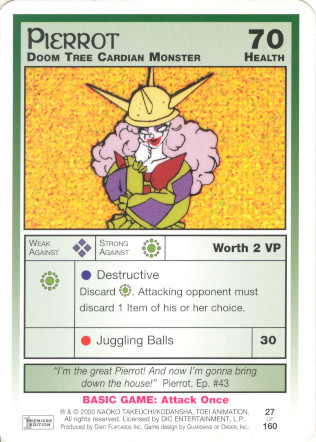 PIERROT
DOOM TREE CARDIAN MONSTER
70
HEALTH
WEAK AGAINST
STRONG AGAINST
Worth 2 VP
Destructive
Discard . Attacking opponent must
discard 1 Item of his or her choice.
Juggling Balls
30
"I'm the great Pierrot! And now I'm gonna bring
down the house!" Pierrot, Ep. #43
BASIC GAME: Attack Once
PREMIERE
EDITION
® & © 2000 NAOKO TAKEUCHI/KODANSHA, TOEI ANIMATION.
All rights reserved. Licensed by DIC ENTERTAINMENT, L.P.
Produced by DART FLIPCARDS INC. Game design by GUARDIANS OF ORDER, INC.
27
OF
160